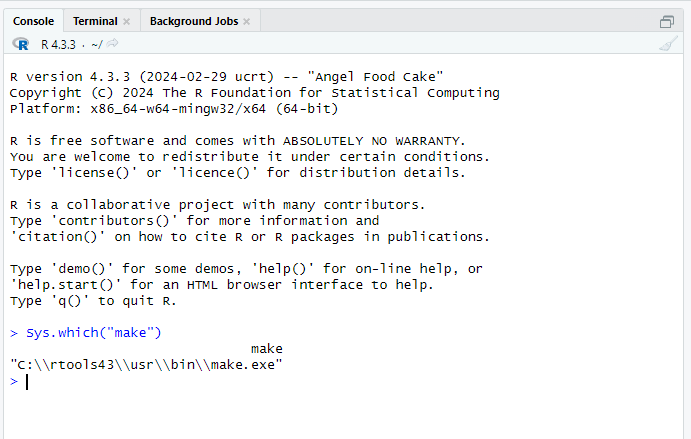 Console Terminal × Background Jobs ×
R R 4.3.3 · ~/
R version 4.3.3 (2024-02-29 ucrt) -- "Angel Food Cake"
Copyright (C) 2024 The R Foundation for Statistical Computing
Platform: x86_64-w64-mingw32/x64 (64-bit)

R is free software and comes with ABSOLUTELY NO WARRANTY.
You are welcome to redistribute it under certain conditions.
Type 'license()' or 'licence()' for distribution details.

R is a collaborative project with many contributors.
Type 'contributors()' for more information and
'citation()' on how to cite R or R packages in publications.

Type 'demo()' for some demos, 'help()' for on-line help, or
'help.start()' for an HTML browser interface to help.
Type 'q()' to quit R.

> Sys.which("make")
                              make
"C:\\rtools43\\usr\\bin\\make.exe"
>